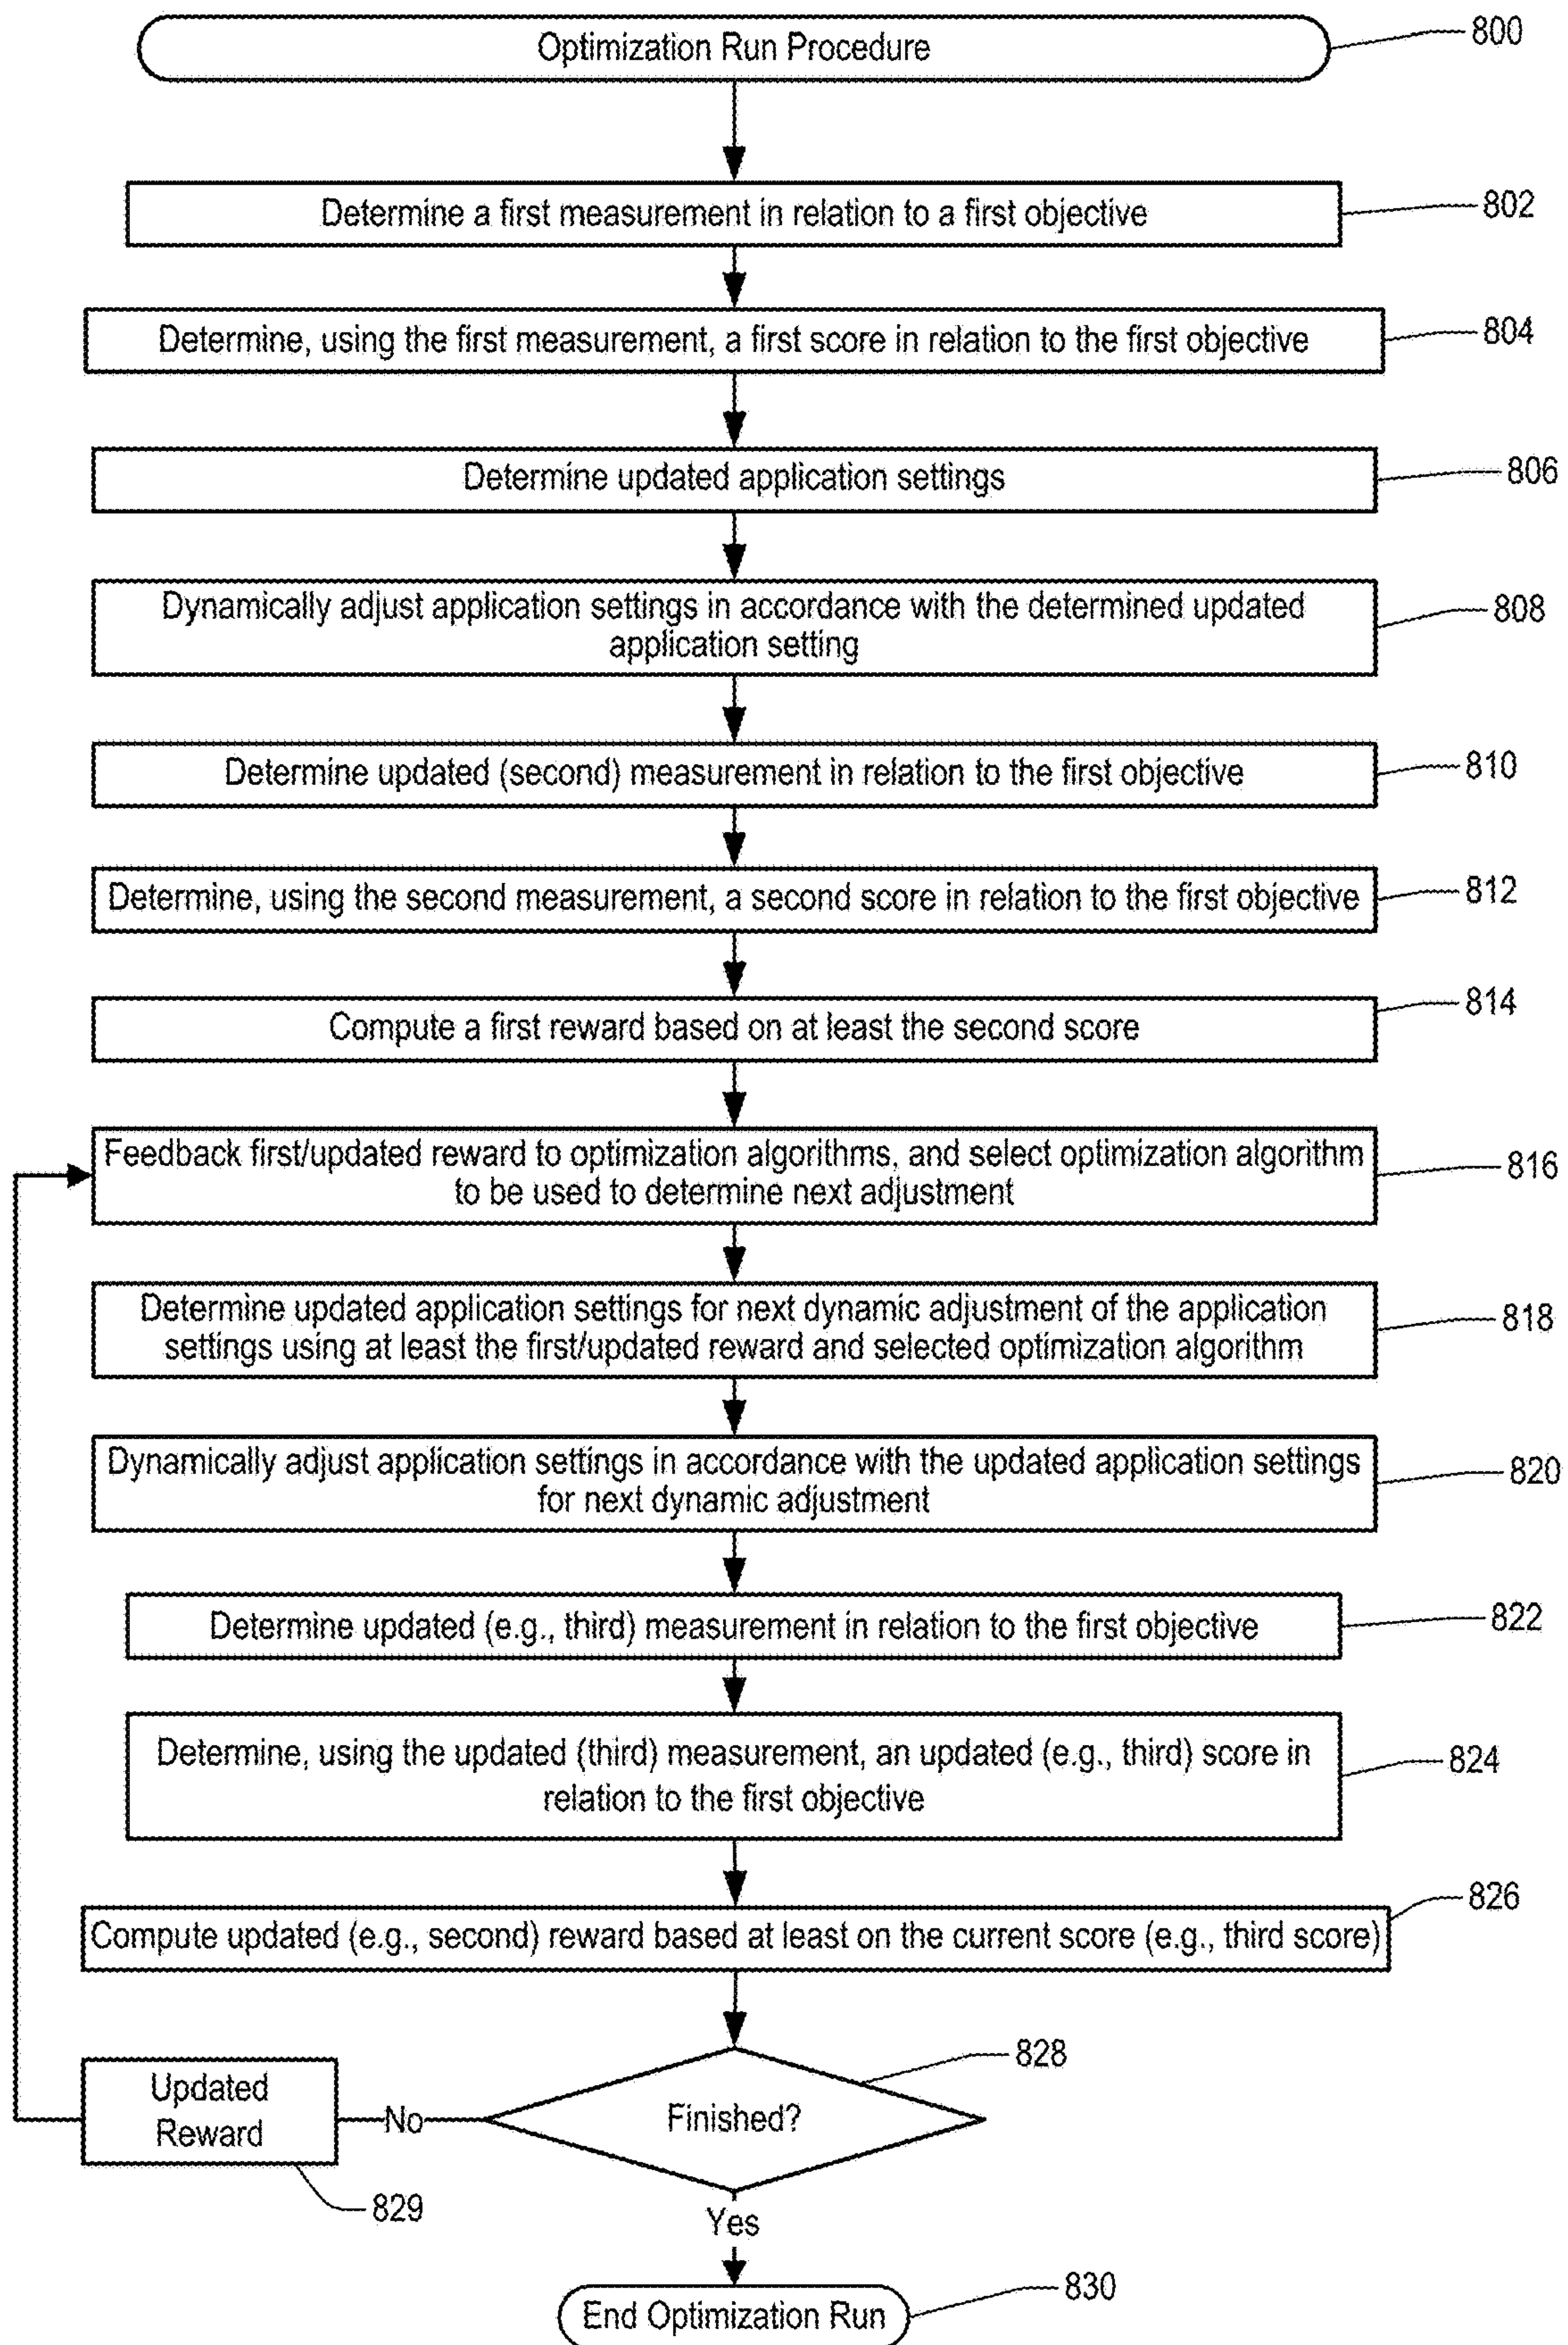 Optimization Run Procedure
800
Determine a first measurement in relation to a first objective
802
Determine, using the first measurement, a first score in relation to the first objective
804
Determine updated application settings
806
Dynamically adjust application settings in accordance with the determined updated
application setting
808
Determine updated (second) measurement in relation to the first objective
810
Determine, using the second measurement, a second score in relation to the first objective
812
Compute a first reward based on at least the second score
814
Feedback first/updated reward to optimization algorithms, and select optimization algorithm
to be used to determine next adjustment
816
Determine updated application settings for next dynamic adjustment of the application
settings using at least the first/updated reward and selected optimization algorithm
818
Dynamically adjust application settings in accordance with the updated application settings
for next dynamic adjustment
820
Determine updated (e.g., third) measurement in relation to the first objective
822
Determine, using the updated (third) measurement, an updated (e.g., third) score in
relation to the first objective
824
Compute updated (e.g., second) reward based at least on the current score (e.g., third score)
826
Finished?
828
No
Updated
Reward
829
Yes
End Optimization Run
830